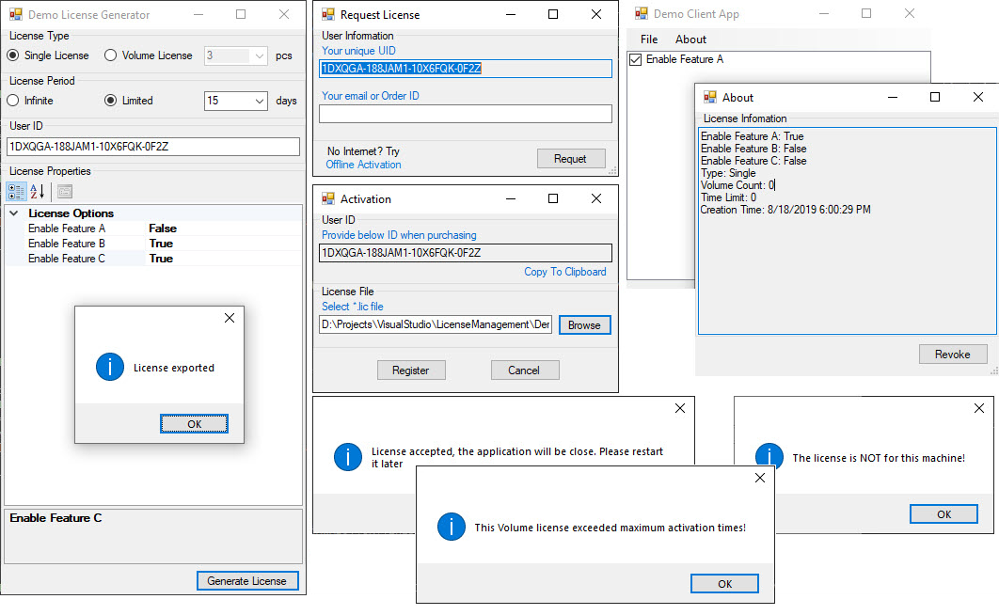 Demo License Generator
License Type
Single License Volume License 3 pcs
License Period
Infinite Limited 15 days
User ID
1DXQGA-188JAM1-10X6FQK-0F2Z
License Properties
License Options
Enable Feature A False
Enable Feature B True
Enable Feature C True
License exported
OK
Enable Feature C
Generate License
Request License
User Information
Your unique UID
1DXQGA-188JAM1-10X6FQK-0F2Z
Your email or Order ID
No Internet? Try
Offline Activation
Requet
Activation
User ID
Provide below ID when purchasing
1DXQGA-188JAM1-10X6FQK-0F2Z
Copy To Clipboard
License File
Select *.lic file
D:\Projects\VisualStudio\LicenseManagement\Der
Browse
Register Cancel
Demo Client App
File About
Enable Feature A
About
License Infomation
Enable Feature A: True
Enable Feature B: False
Enable Feature C: False
Type: Single
Volume Count: 0
Time Limit: 0
Creation Time: 8/18/2019 6:00:29 PM
Revoke
License accepted, the application will be close. Please restart
it later
The license is NOT for this machine!
OK
This Volume license exceeded maximum activation times!
OK